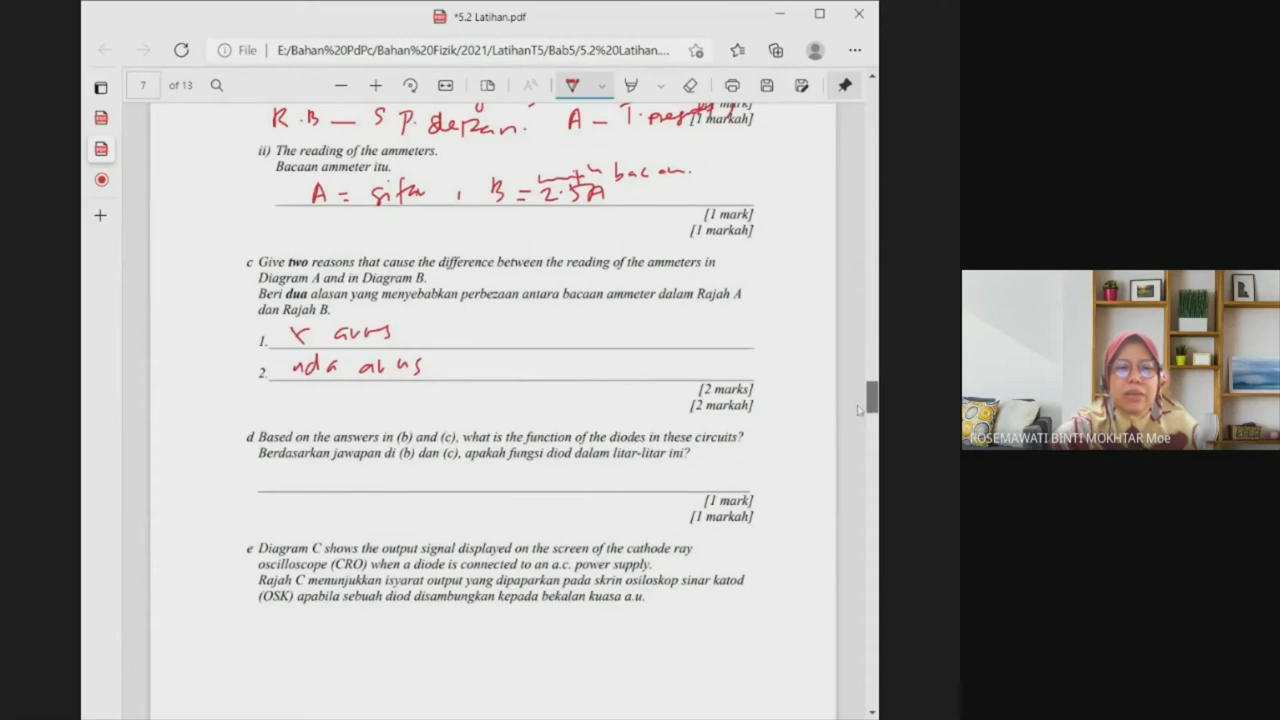 *5.2 Latihan.pdf
File E:/Bahan%20PdPc/Bahan%20Fizik/2021/LatihanT5/Bab5/5.2%20Latihan....
7 of 13
R.B – S P. depan. A – T.
[1 markah]
ii) The reading of the ammeters.
Bacaan ammeter itu.
bacaan.
A = sifar , B = 2.5A
[1 mark]
[1 markah]
c Give two reasons that cause the difference between the reading of the ammeters in
Diagram A and in Diagram B.
Beri dua alasan yang menyebabkan perbezaan antara bacaan ammeter dalam Rajah A
dan Rajah B.
1. x arus
2. ada arus
[2 marks]
[2 markah]
d Based on the answers in (b) and (c), what is the function of the diodes in these circuits?
Berdasarkan jawapan di (b) dan (c), apakah fungsi diod dalam litar-litar ini?
[1 mark]
[1 markah]
e Diagram C shows the output signal displayed on the screen of the cathode ray
oscilloscope (CRO) when a diode is connected to an a.c. power supply.
Rajah C menunjukkan isyarat output yang dipaparkan pada skrin osiloskop sinar katod
(OSK) apabila sebuah diod disambungkan kepada bekalan kuasa a.u.
ROSEMAWATI BINTI MOKHTAR Moe